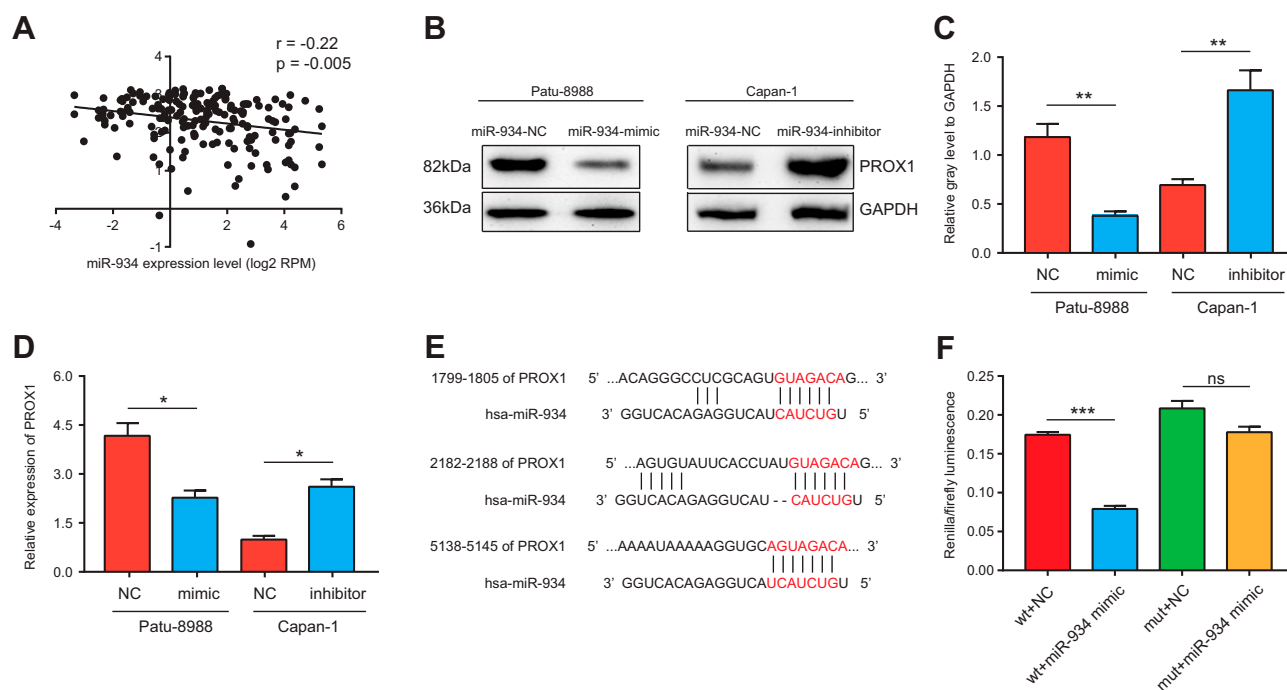 A
r = -0.22
p = -0.005
4
1
-4
-2
0
2
4
6
-1
miR-934 expression level (log2 RPM)
B
Patu-8988
Capan-1
miR-934-NC
miR-934-mimic
miR-934-NC
miR-934-inhibitor
82kDa
PROX1
36kDa
GAPDH
C
Relative gray level to GAPDH
2.0
1.5
1.0
0.5
0.0
**
**
NC
mimic
NC
inhibitor
Patu-8988
Capan-1
D
Relative expression of PROX1
6.0
4.5
3.0
1.5
0.0
*
*
NC
mimic
NC
inhibitor
Patu-8988
Capan-1
E
1799-1805 of PROX1 5’ ...ACAGGGCCUCGCAGUGUAGACAG... 3’
hsa-miR-934 3’ GGUCACAGAGGUCAUCAUCUGU 5’
2182-2188 of PROX1 5’ ...AGUGUAUUCACCUAUGUAGACAG... 3’
hsa-miR-934 3’ GGUCACAGAGGUCAU--CAUCUGU 5’
5138-5145 of PROX1 5’ ...AAAAUAAAAAGGUGCAGUAGACA... 3’
hsa-miR-934 3’ GGUCACAGAGGUCAUCAUCUGU 5’
F
Renilla/firefly luminescence
0.20
0.15
0.10
0.05
0.00
***
ns
wt+NC
wt+miR-934 mimic
mut+NC
mut+miR-934 mimic